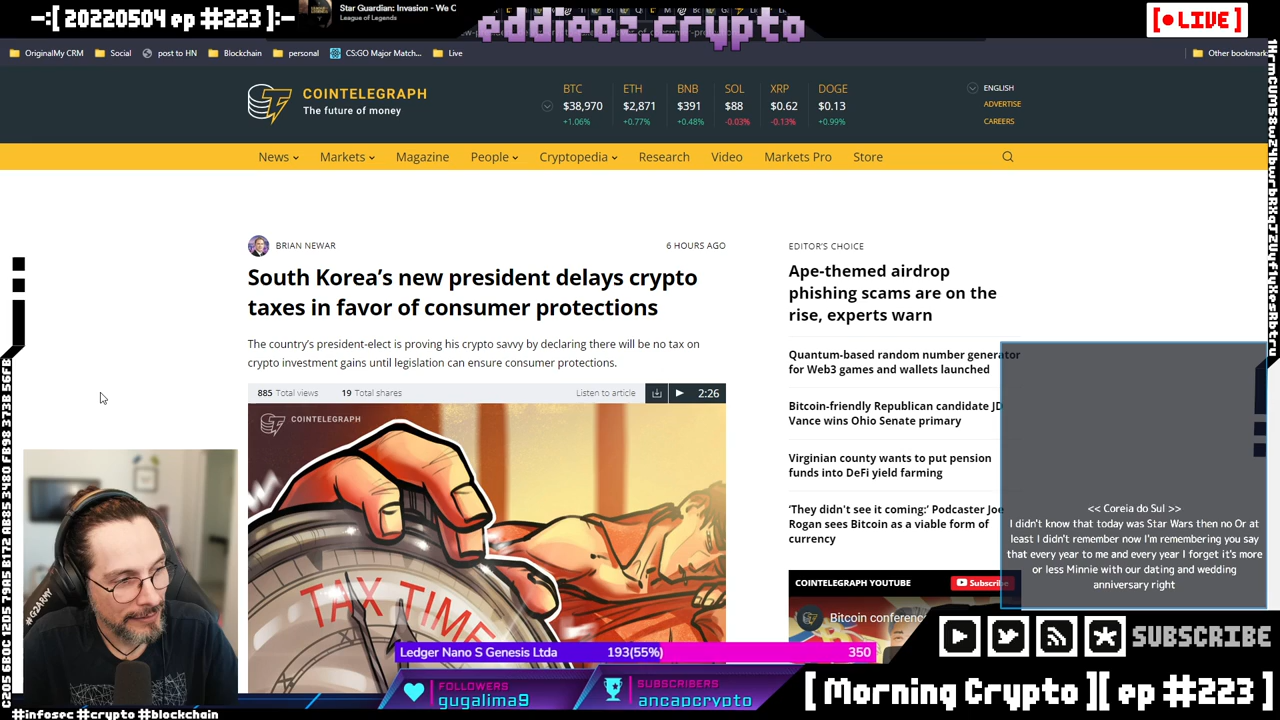 -:[ 20220504 ep #223 ]:-
Star Guardian: Invasion - We C
League of Legends
eddieoz.crypto
[ LIVE ]
OriginalMy CRM
Social
post to HN
Blockchain
personal
CS:GO Major Match...
Live
Other bookmark
COINTELEGRAPH
The future of money
BTC ETH BNB SOL XRP DOGE
$38,970 $2,871 $391 $88 $0.62 $0.13
+1.06% +0.77% +0.48% -0.03% -0.13% +0.99%
ENGLISH
ADVERTISE
CAREERS
News Markets Magazine People Cryptopedia Research Video Markets Pro Store
BRIAN NEWAR
6 HOURS AGO
South Korea's new president delays crypto
taxes in favor of consumer protections
The country's president-elect is proving his crypto savvy by declaring there will be no tax on
crypto investment gains until legislation can ensure consumer protections.
885 Total views 19 Total shares Listen to article 2:26
COINTELEGRAPH
TAX TIME
EDITOR'S CHOICE
Ape-themed airdrop
phishing scams are on the
rise, experts warn
Quantum-based random number generator
for Web3 games and wallets launched
Bitcoin-friendly Republican candidate JD
Vance wins Ohio Senate primary
Virginian county wants to put pension
funds into DeFi yield farming
'They didn't see it coming:' Podcaster Joe
Rogan sees Bitcoin as a viable form of
currency
COINTELEGRAPH YOUTUBE
Subscribe
Bitcoin conferenc
<< Coreia do Sul >>
I didn't know that today was Star Wars then no Or at
least I didn't remember now I'm remembering you say
that every year to me and every year I forget it's more
or less Minnie with our dating and wedding
anniversary right
Ledger Nano S Genesis Ltda 193(55%) 350
FOLLOWERS
gugalima9
SUBSCRIBERS
ancapcrypto
SUBSCRIBE
[ Morning Crypto ][ ep #223 ]
#infosec #crypto #blockchain